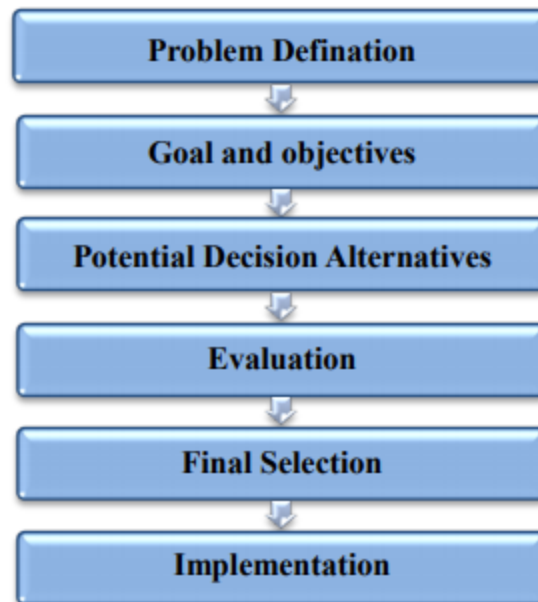 Problem Defination
Goal and objectives
Potential Decision Alternatives
Evaluation
Final Selection
Implementation